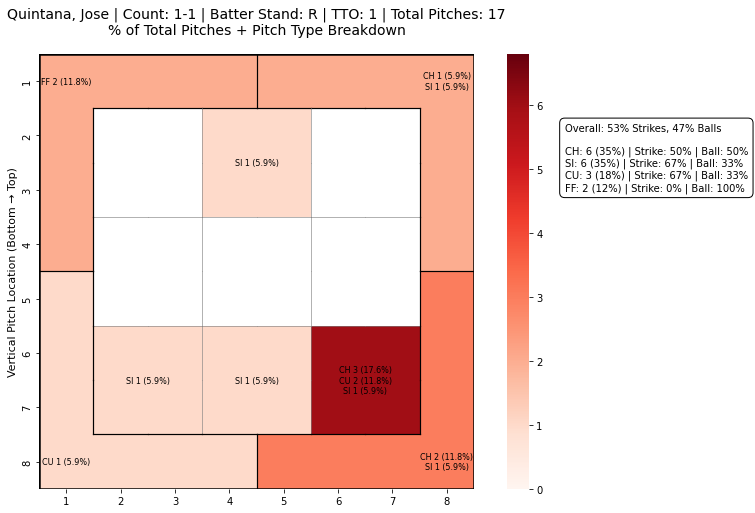 Quintana, Jose | Count: 1-1 | Batter Stand: R | TTO: 1 | Total Pitches: 17
% of Total Pitches + Pitch Type Breakdown
Vertical Pitch Location (Bottom → Top)
1
2
3
4
5
6
7
8
FF 2 (11.8%)
CH 1 (5.9%)
SI 1 (5.9%)
SI 1 (5.9%)
SI 1 (5.9%)
SI 1 (5.9%)
CH 3 (17.6%)
CU 2 (11.8%)
SI 1 (5.9%)
CU 1 (5.9%)
CH 2 (11.8%)
SI 1 (5.9%)
1
2
3
4
5
6
7
8
6
5
4
3
2
1
0
Overall: 53% Strikes, 47% Balls
CH: 6 (35%) | Strike: 50% | Ball: 50%
SI: 6 (35%) | Strike: 67% | Ball: 33%
CU: 3 (18%) | Strike: 67% | Ball: 33%
FF: 2 (12%) | Strike: 0% | Ball: 100%